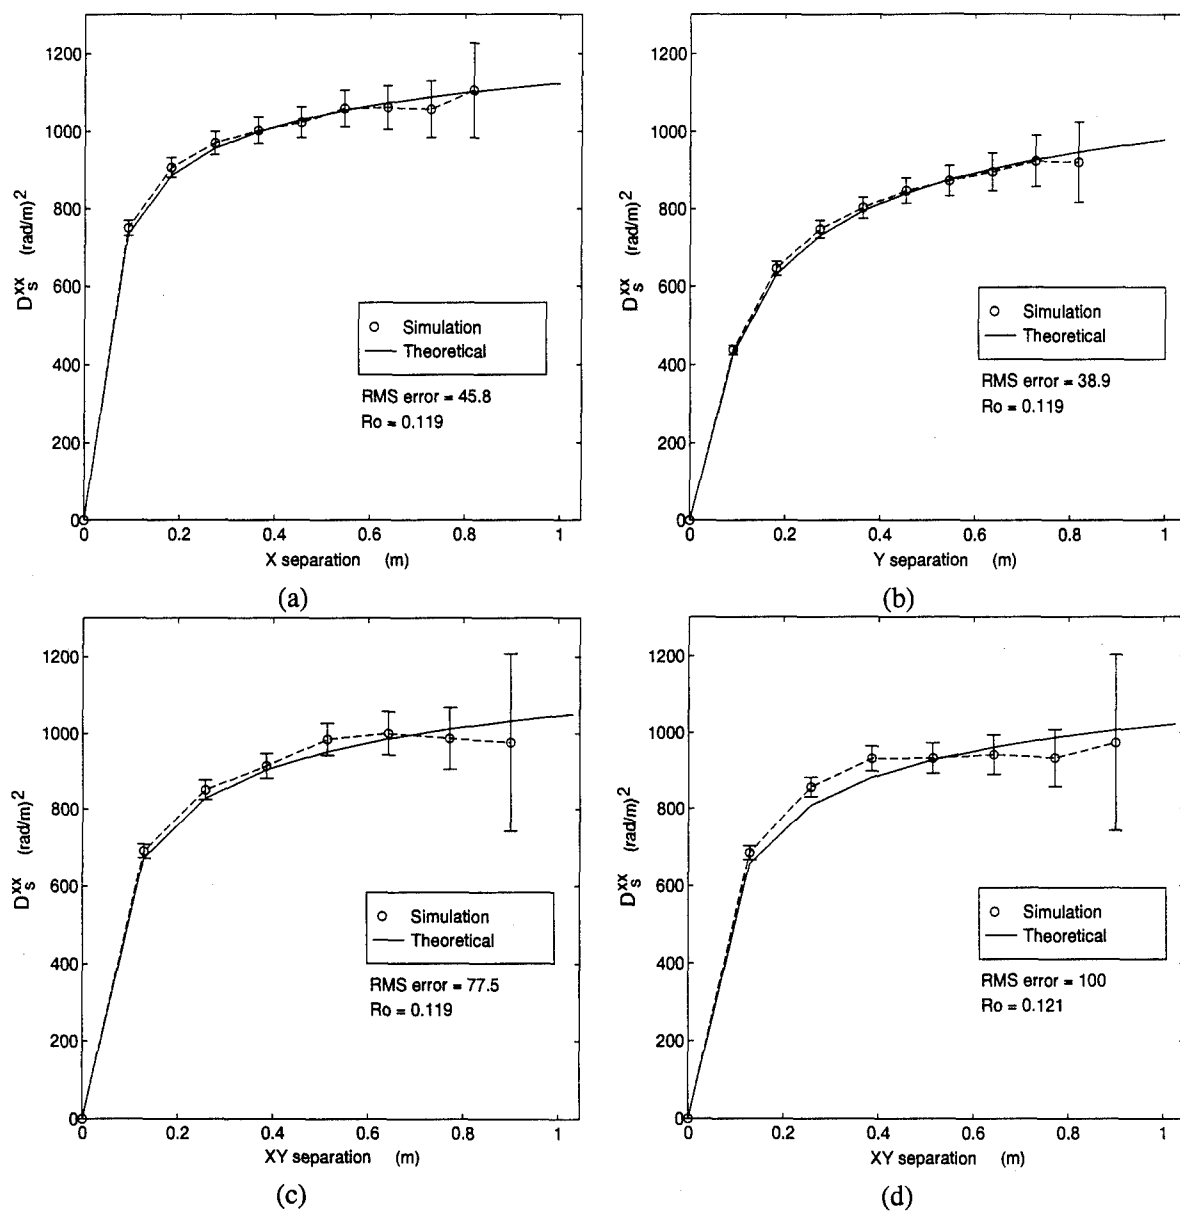 1200
1000
800
600
400
200
0
D_s^xx (rad/m)^2
Simulation
Theoretical
RMS error = 45.8
Ro = 0.119
0 0.2 0.4 0.6 0.8 1
X separation (m)
(a)
1200
1000
800
600
400
200
0
D_s^xx (rad/m)^2
Simulation
Theoretical
RMS error = 38.9
Ro = 0.119
0 0.2 0.4 0.6 0.8 1
Y separation (m)
(b)
1200
1000
800
600
400
200
0
D_s^xx (rad/m)^2
Simulation
Theoretical
RMS error = 77.5
Ro = 0.119
0 0.2 0.4 0.6 0.8 1
XY separation (m)
(c)
1200
1000
800
600
400
200
0
D_s^xx (rad/m)^2
Simulation
Theoretical
RMS error = 100
Ro = 0.121
0 0.2 0.4 0.6 0.8 1
XY separation (m)
(d)